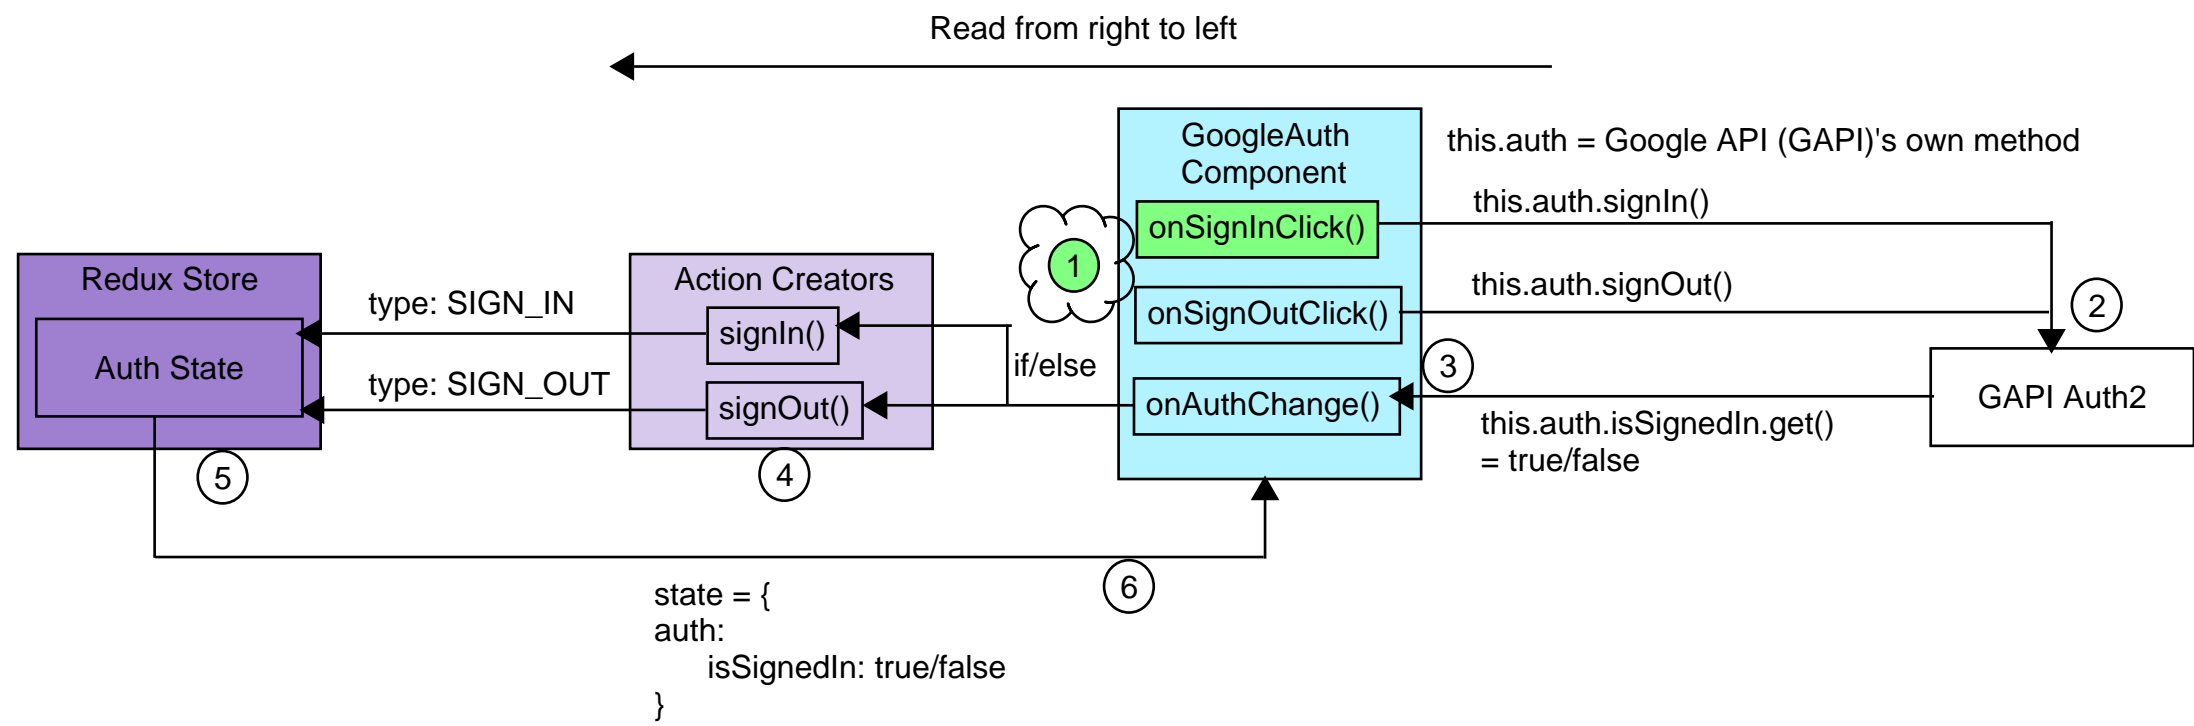 Read from right to left
GoogleAuth
Component
this.auth = Google API (GAPI)'s own method
onSignInClick()
this.auth.signIn()
1
onSignOutClick()
this.auth.signOut()
2
Redux Store
Auth State
type: SIGN_IN
type: SIGN_OUT
Action Creators
signIn()
signOut()
if/else
onAuthChange()
3
this.auth.isSignedIn.get()
= true/false
GAPI Auth2
5
4
6
state = {
auth:
isSignedIn: true/false
}